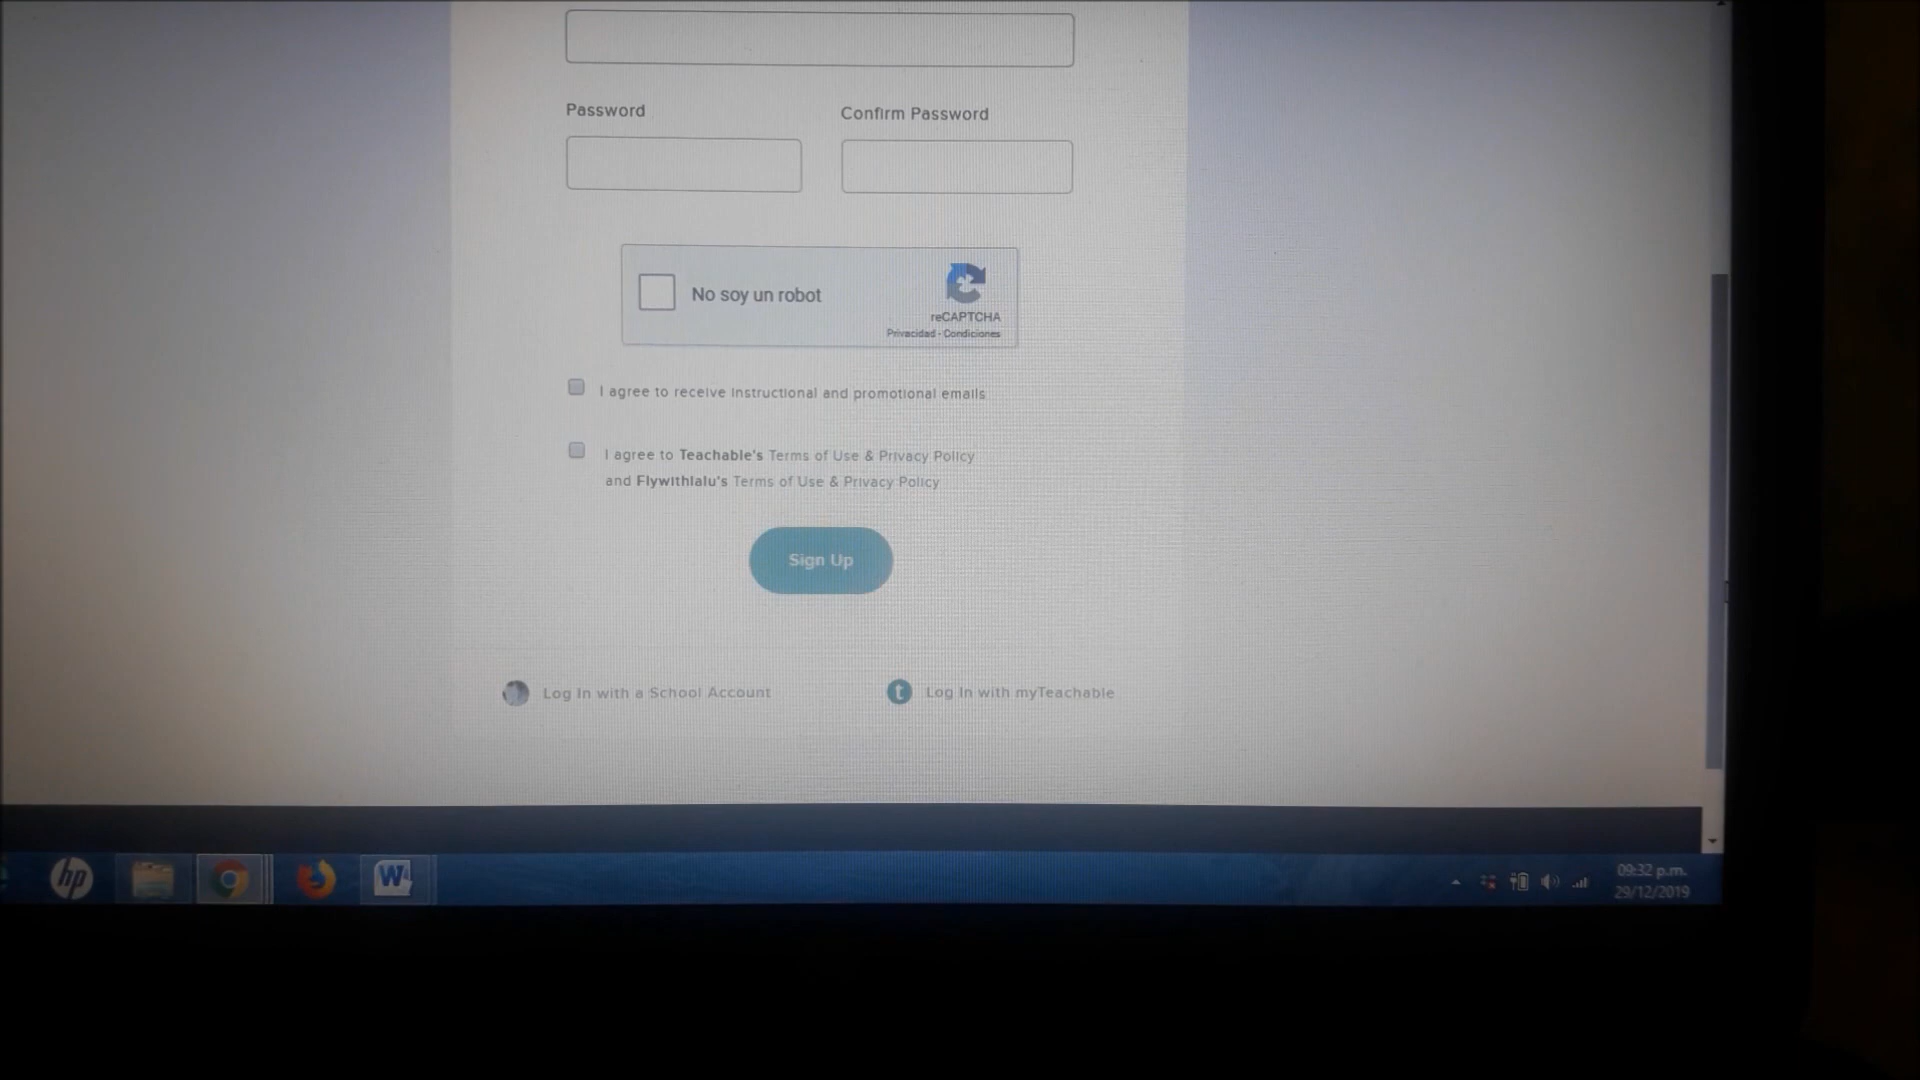 Password
Confirm Password
No soy un robot
reCAPTCHA
Privacidad - Condiciones
I agree to receive instructional and promotional emails
I agree to Teachable's Terms of Use & Privacy Policy
and Flywithlalu's Terms of Use & Privacy Policy
Sign Up
Log In with a School Account
t Log In with myTeachable
hp
W
09:32 p.m.
29/12/2019